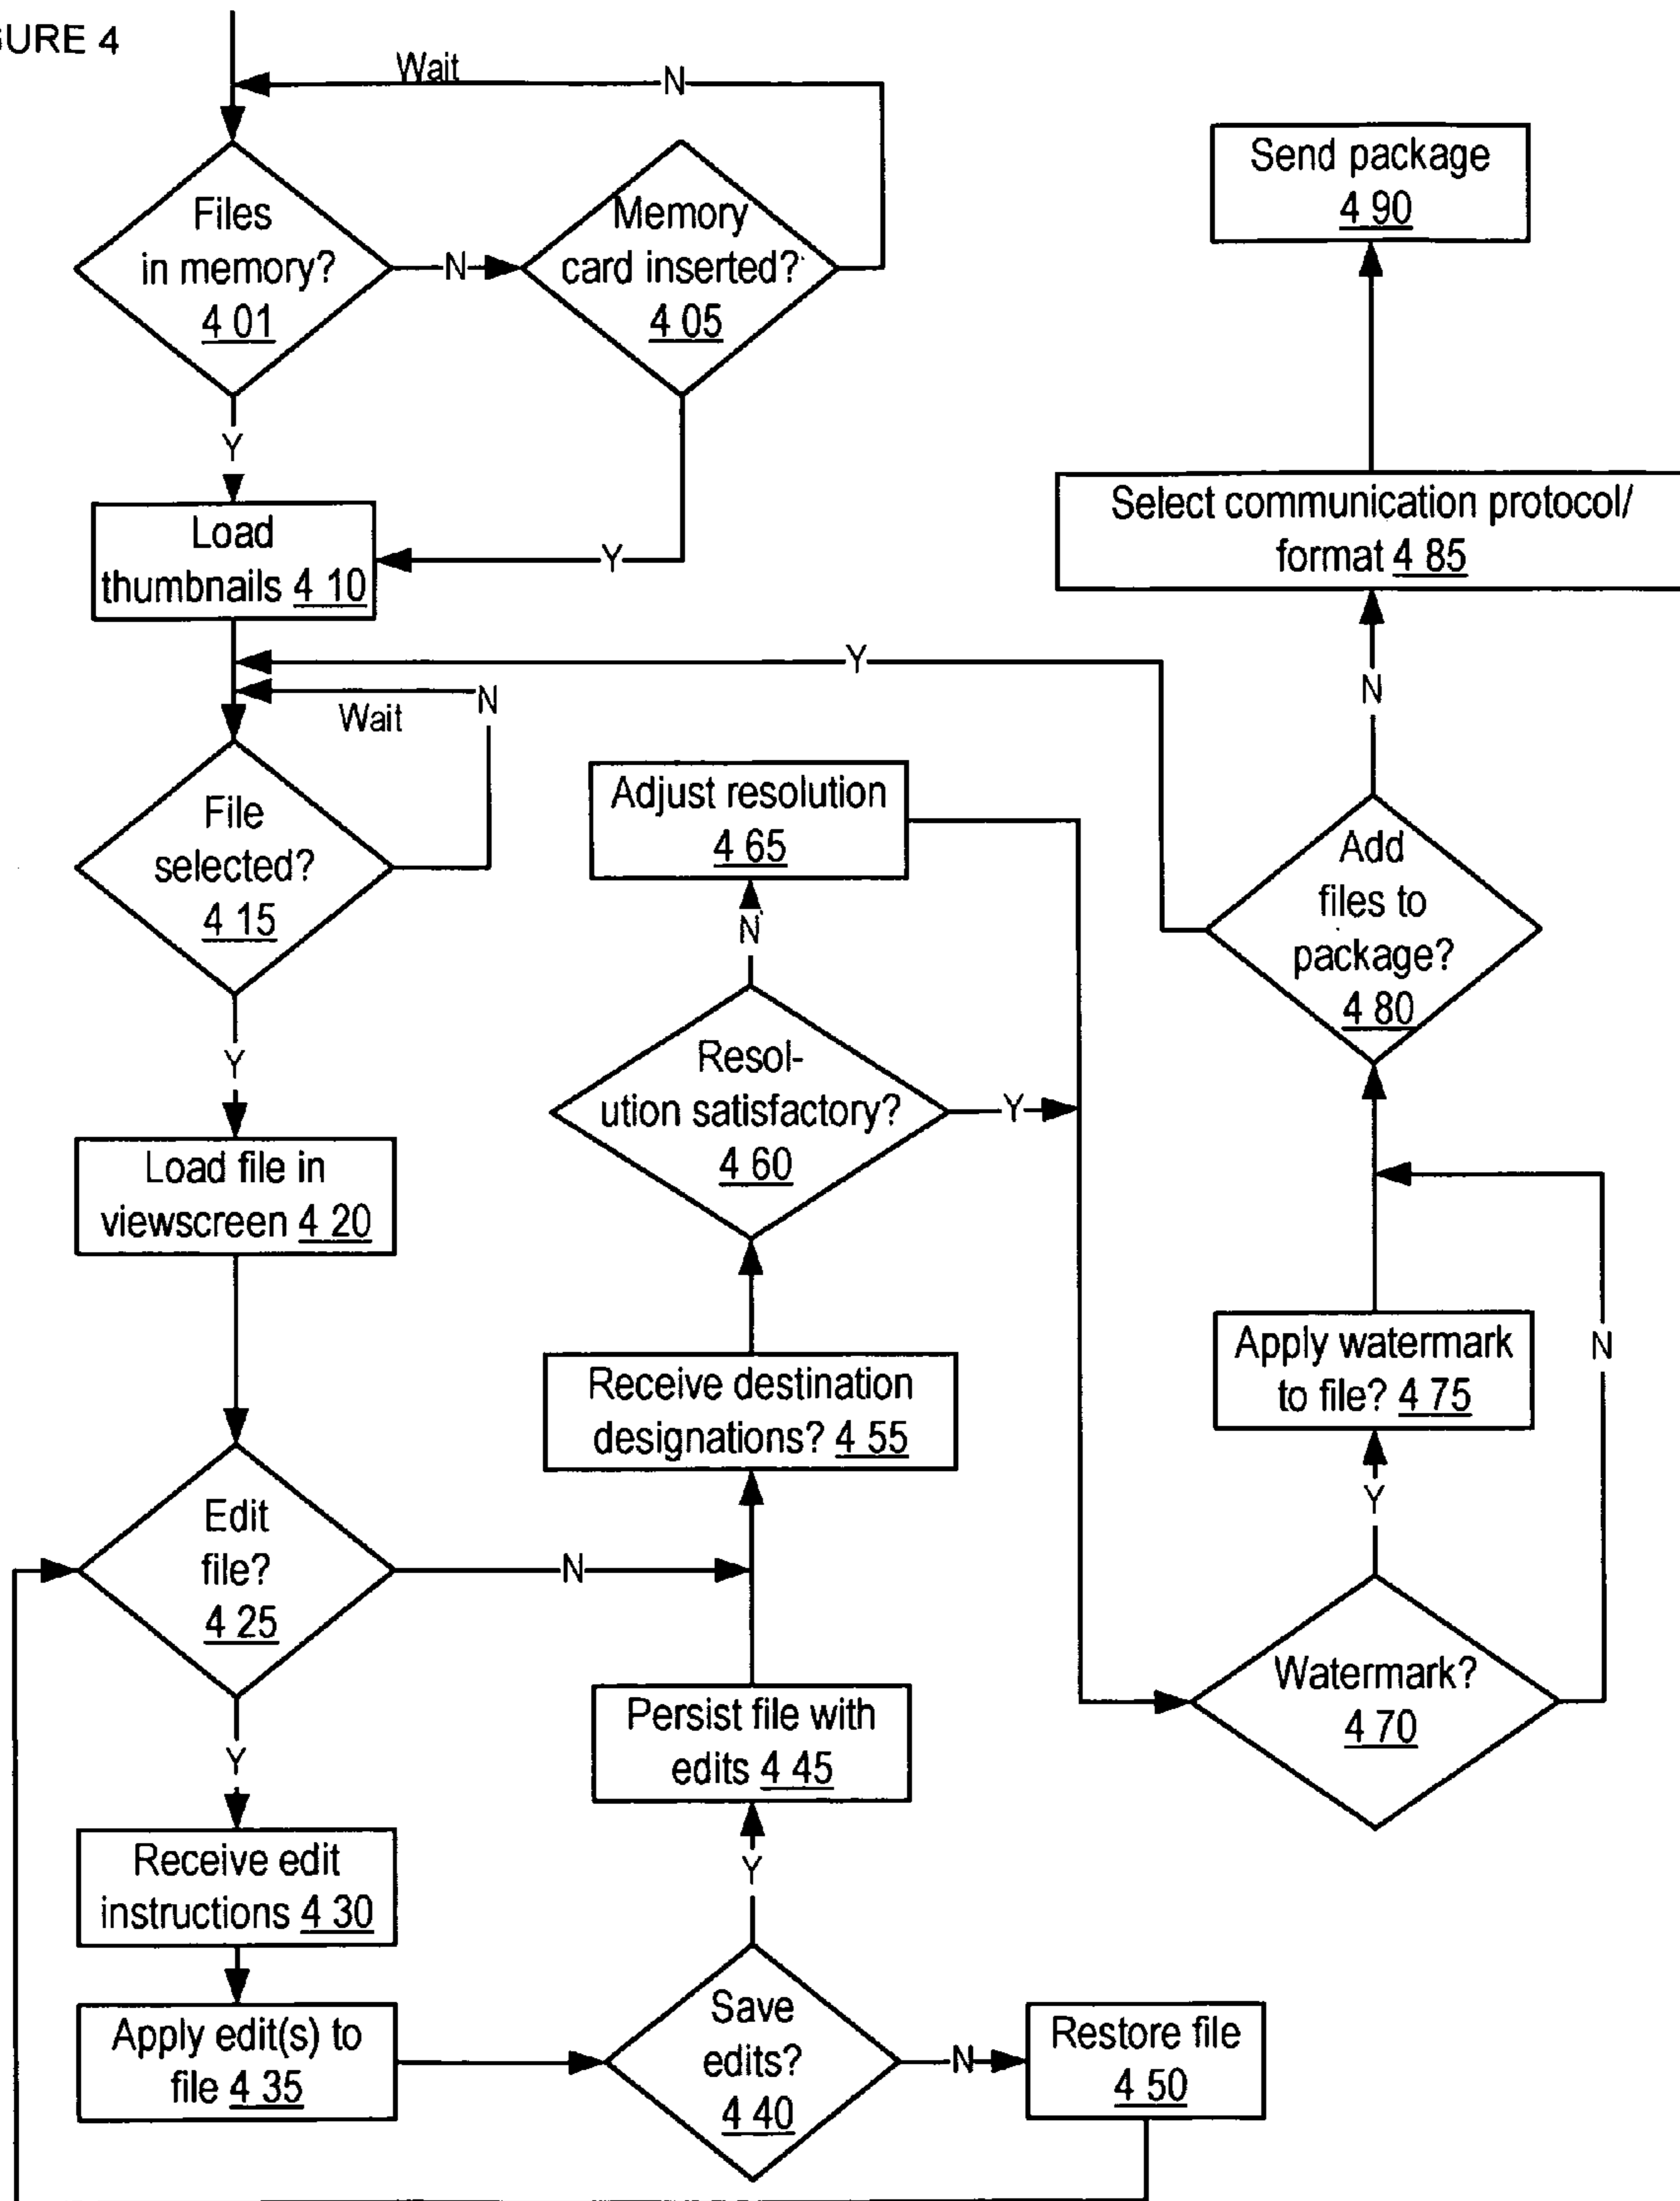 GURE 4
Wait
N
Files
in memory?
4 01
N
Memory
card inserted?
4 05
Y
Load
thumbnails 4 10
Y
Y
N
Wait
File
selected?
4 15
Y
Load file in
viewscreen 4 20
Edit
file?
4 25
N
Y
Receive edit
instructions 4 30
Apply edit(s) to
file 4 35
Save
edits?
4 40
N
Restore file
4 50
Y
Persist file with
edits 4 45
Receive destination
designations? 4 55
Resol-
ution satisfactory?
4 60
Y
N
Adjust resolution
4 65
Watermark?
4 70
Y
N
Apply watermark
to file? 4 75
Add
files to
package?
4 80
N
Select communication protocol/
format 4 85
Send package
4 90